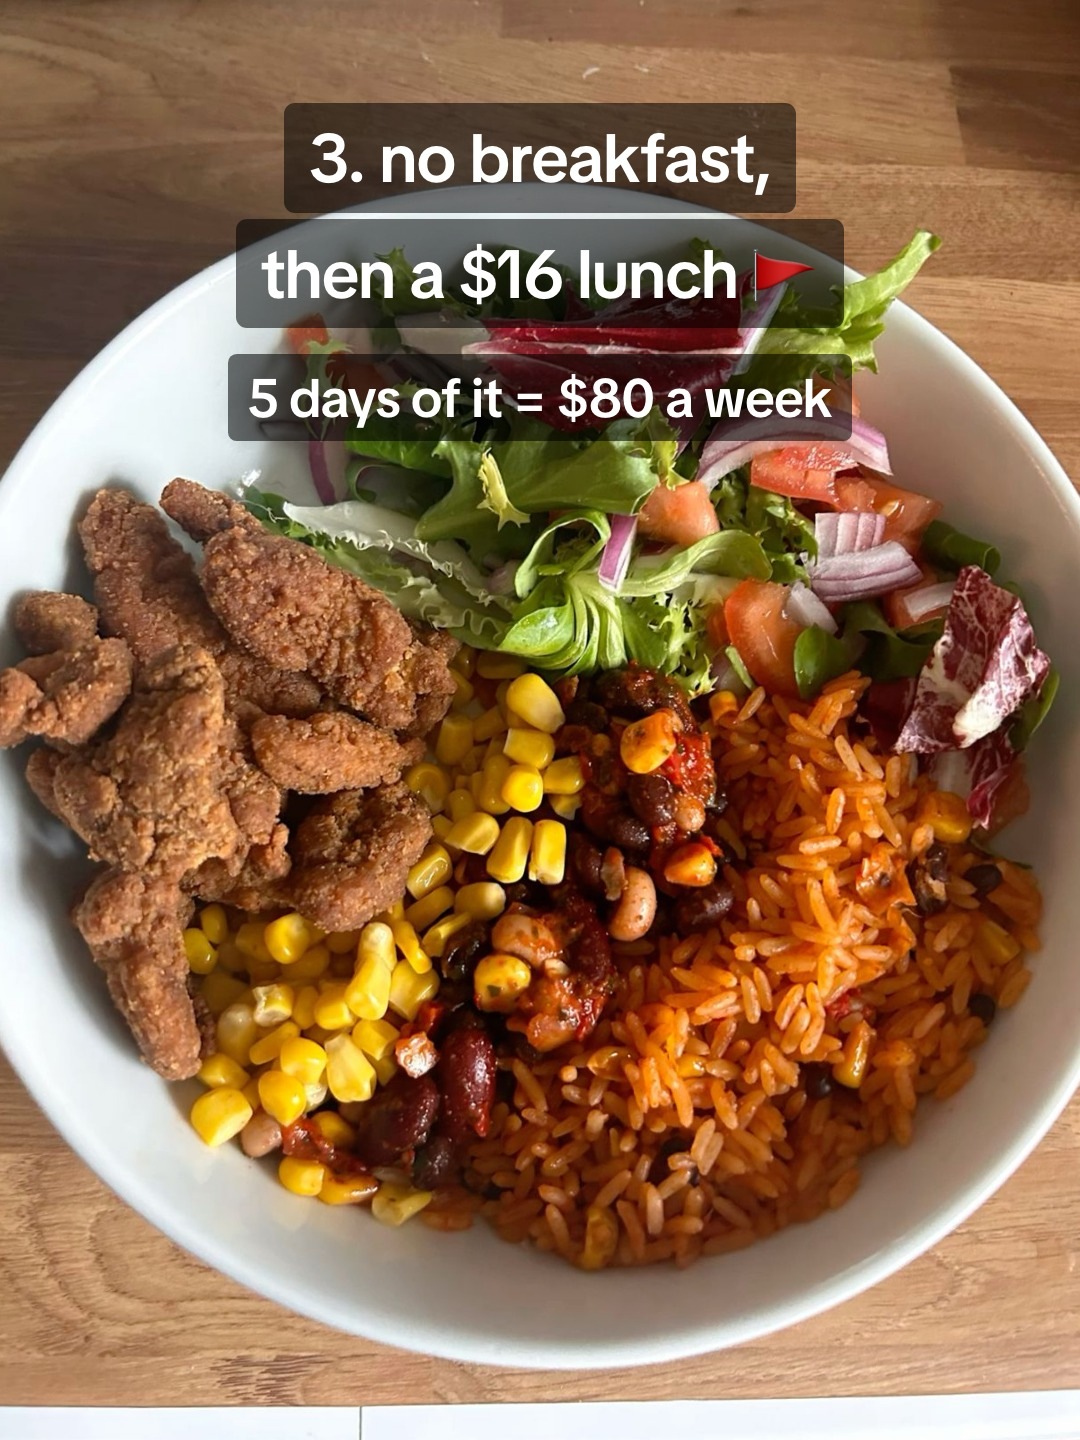 3. no breakfast,
then a $16 lunch🚩
5 days of it = $80 a week